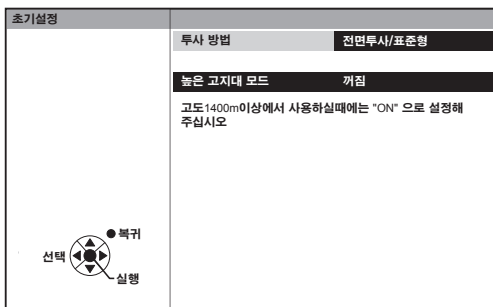 초기설정
투사 방법 전면투사/표준형
높은 고지대 모드 꺼짐
고도1400m이상에서 사용하실때에는 "ON" 으로 설정해
주십시오
복귀
선택
실행